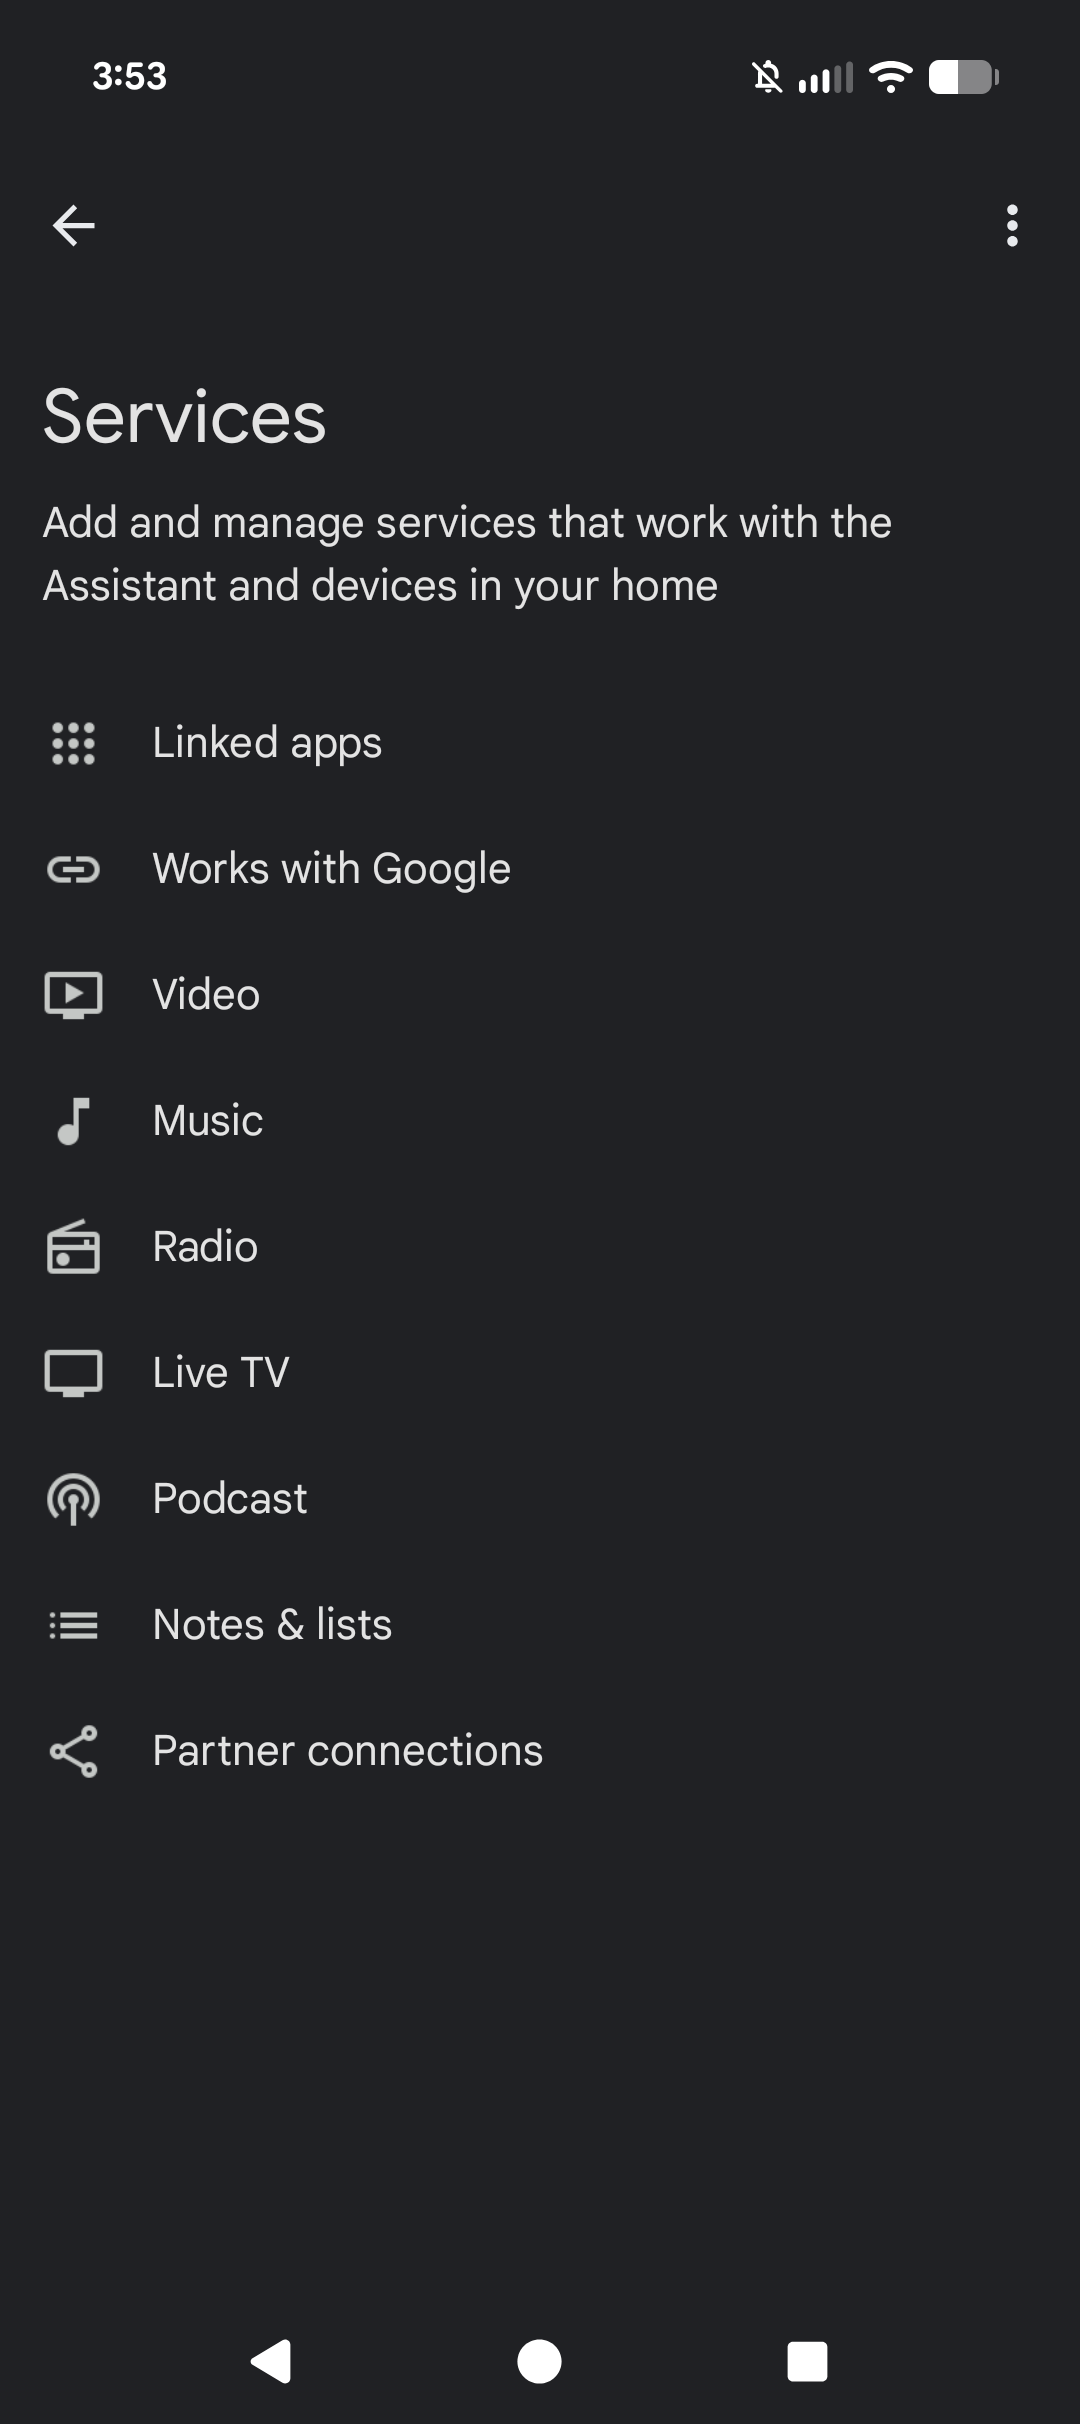 3:53
Services
Add and manage services that work with the
Assistant and devices in your home
Linked apps
Works with Google
Video
Music
Radio
Live TV
Podcast
Notes & lists
Partner connections